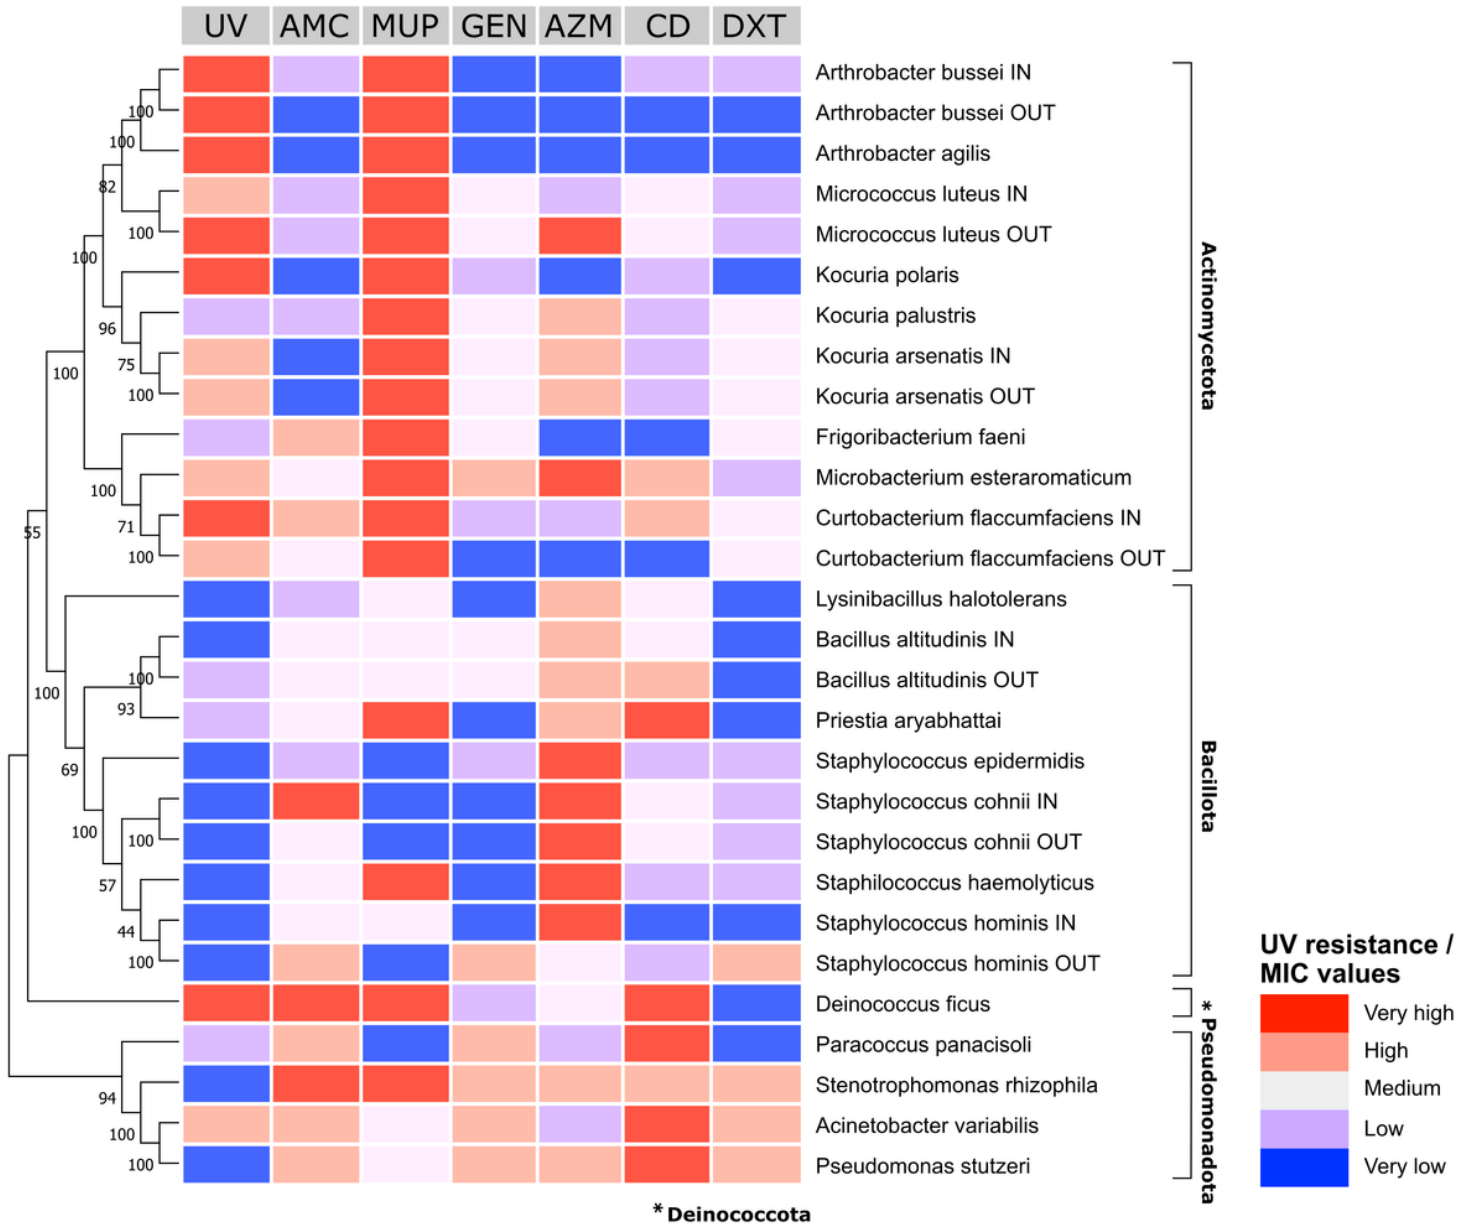 UV AMC MUP GEN AZM CD DXT
Arthrobacter bussei IN
100
Arthrobacter bussei OUT
100
Arthrobacter agilis
82
Micrococcus luteus IN
100
Micrococcus luteus OUT
100
Kocuria polaris
96
Kocuria palustris
75
Kocuria arsenatis IN
100
100
Kocuria arsenatis OUT
Frigoribacterium faeni
100
Microbacterium esteraromaticum
71
Curtobacterium flaccumfaciens IN
55
100
Curtobacterium flaccumfaciens OUT
Actinomycetota
Lysinibacillus halotolerans
Bacillus altitudinis IN
100
100
Bacillus altitudinis OUT
93
Priestia aryabhattai
69
Staphylococcus epidermidis
Staphylococcus cohnii IN
100
100
Staphylococcus cohnii OUT
57
Staphilococcus haemolyticus
44
Staphylococcus hominis IN
100
Staphylococcus hominis OUT
Bacillota
Deinococcus ficus
*
Paracoccus panacisoli
94
Stenotrophomonas rhizophila
100
Acinetobacter variabilis
100
Pseudomonas stutzeri
Pseudomonadota
* Deinococcota
UV resistance /
MIC values
Very high
High
Medium
Low
Very low